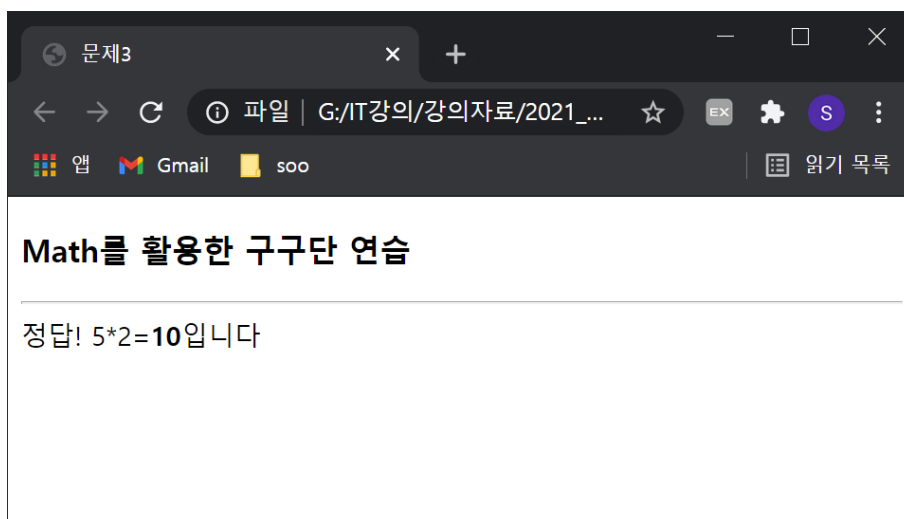 문제3
파일 G:/IT강의/강의자료/2021_...
EX
S
앱 Gmail soo 읽기 목록
Math를 활용한 구구단 연습
정답! 5*2=10입니다